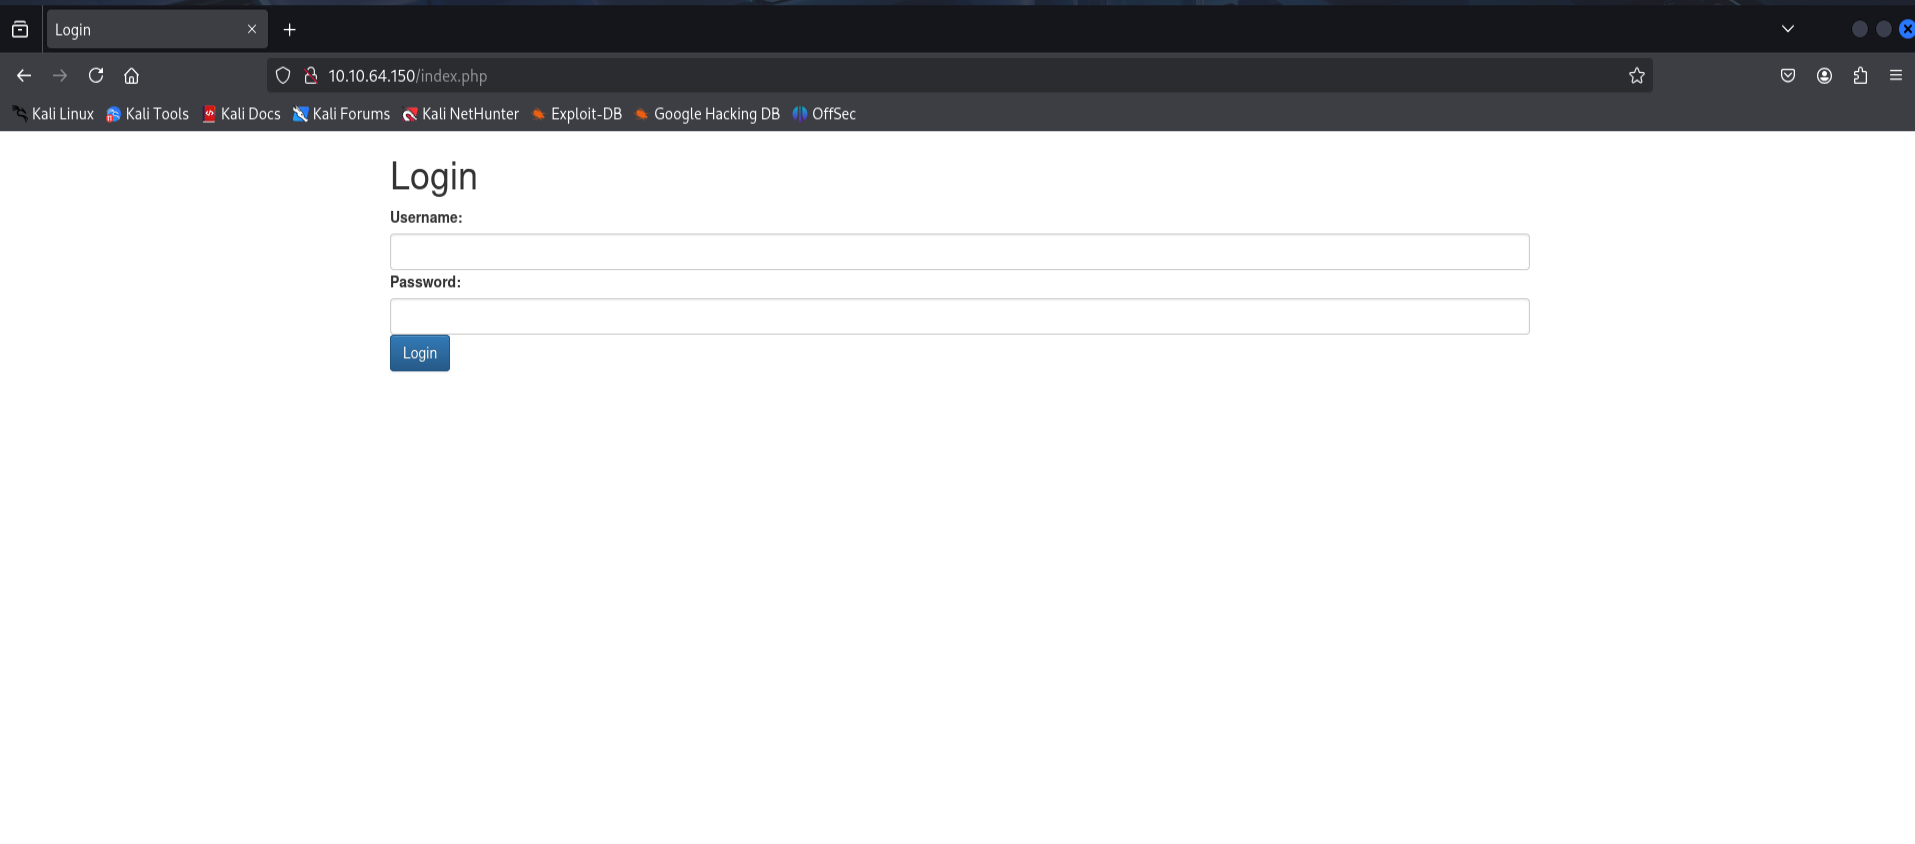 Login
10.10.64.150/index.php
Kali Linux Kali Tools Kali Docs Kali Forums Kali NetHunter Exploit-DB Google Hacking DB OffSec
Login
Username:
Password:
Login